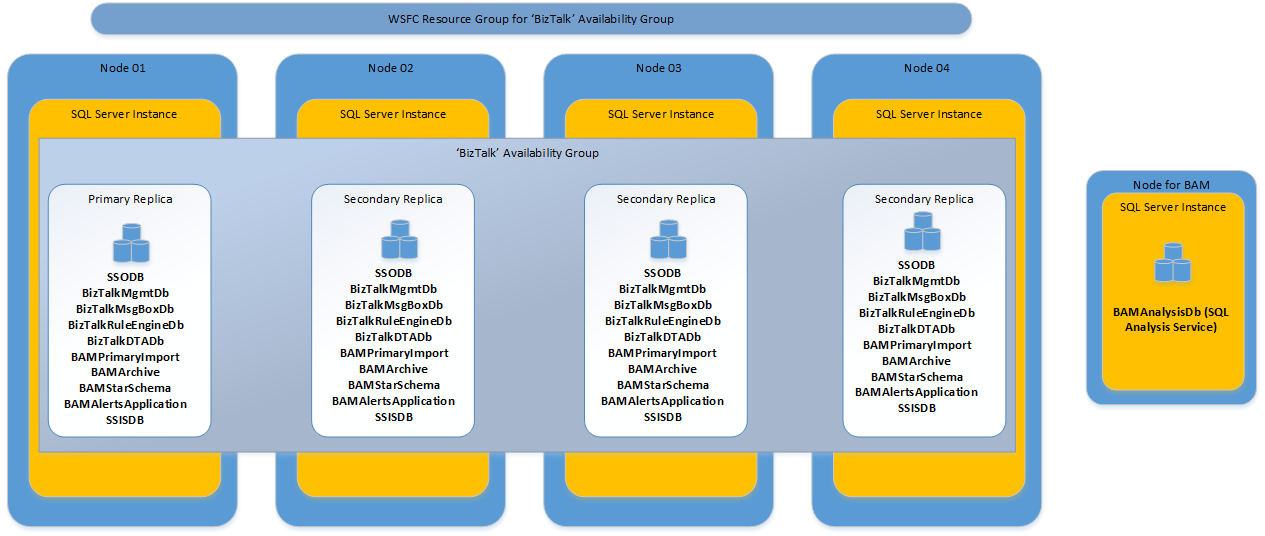 WSFC Resource Group for ‘BizTalk’ Availability Group
Node 01
Node 02
Node 03
Node 04
SQL Server Instance
SQL Server Instance
SQL Server Instance
SQL Server Instance
‘BizTalk’ Availability Group
Primary Replica
SSODB
BizTalkMgmtDb
BizTalkMsgBoxDb
BizTalkRuleEngineDb
BizTalkDTADb
BAMPrimaryImport
BAMArchive
BAMStarSchema
BAMAlertsApplication
SSISDB
Secondary Replica
SSODB
BizTalkMgmtDb
BizTalkMsgBoxDb
BizTalkRuleEngineDb
BizTalkDTADb
BAMPrimaryImport
BAMArchive
BAMStarSchema
BAMAlertsApplication
SSISDB
Secondary Replica
SSODB
BizTalkMgmtDb
BizTalkMsgBoxDb
BizTalkRuleEngineDb
BizTalkDTADb
BAMPrimaryImport
BAMArchive
BAMStarSchema
BAMAlertsApplication
SSISDB
Secondary Replica
SSODB
BizTalkMgmtDb
BizTalkMsgBoxDb
BizTalkRuleEngineDb
BizTalkDTADb
BAMPrimaryImport
BAMArchive
BAMStarSchema
BAMAlertsApplication
SSISDB
Node for BAM
SQL Server Instance
BAMAnalysisDb (SQL
Analysis Service)